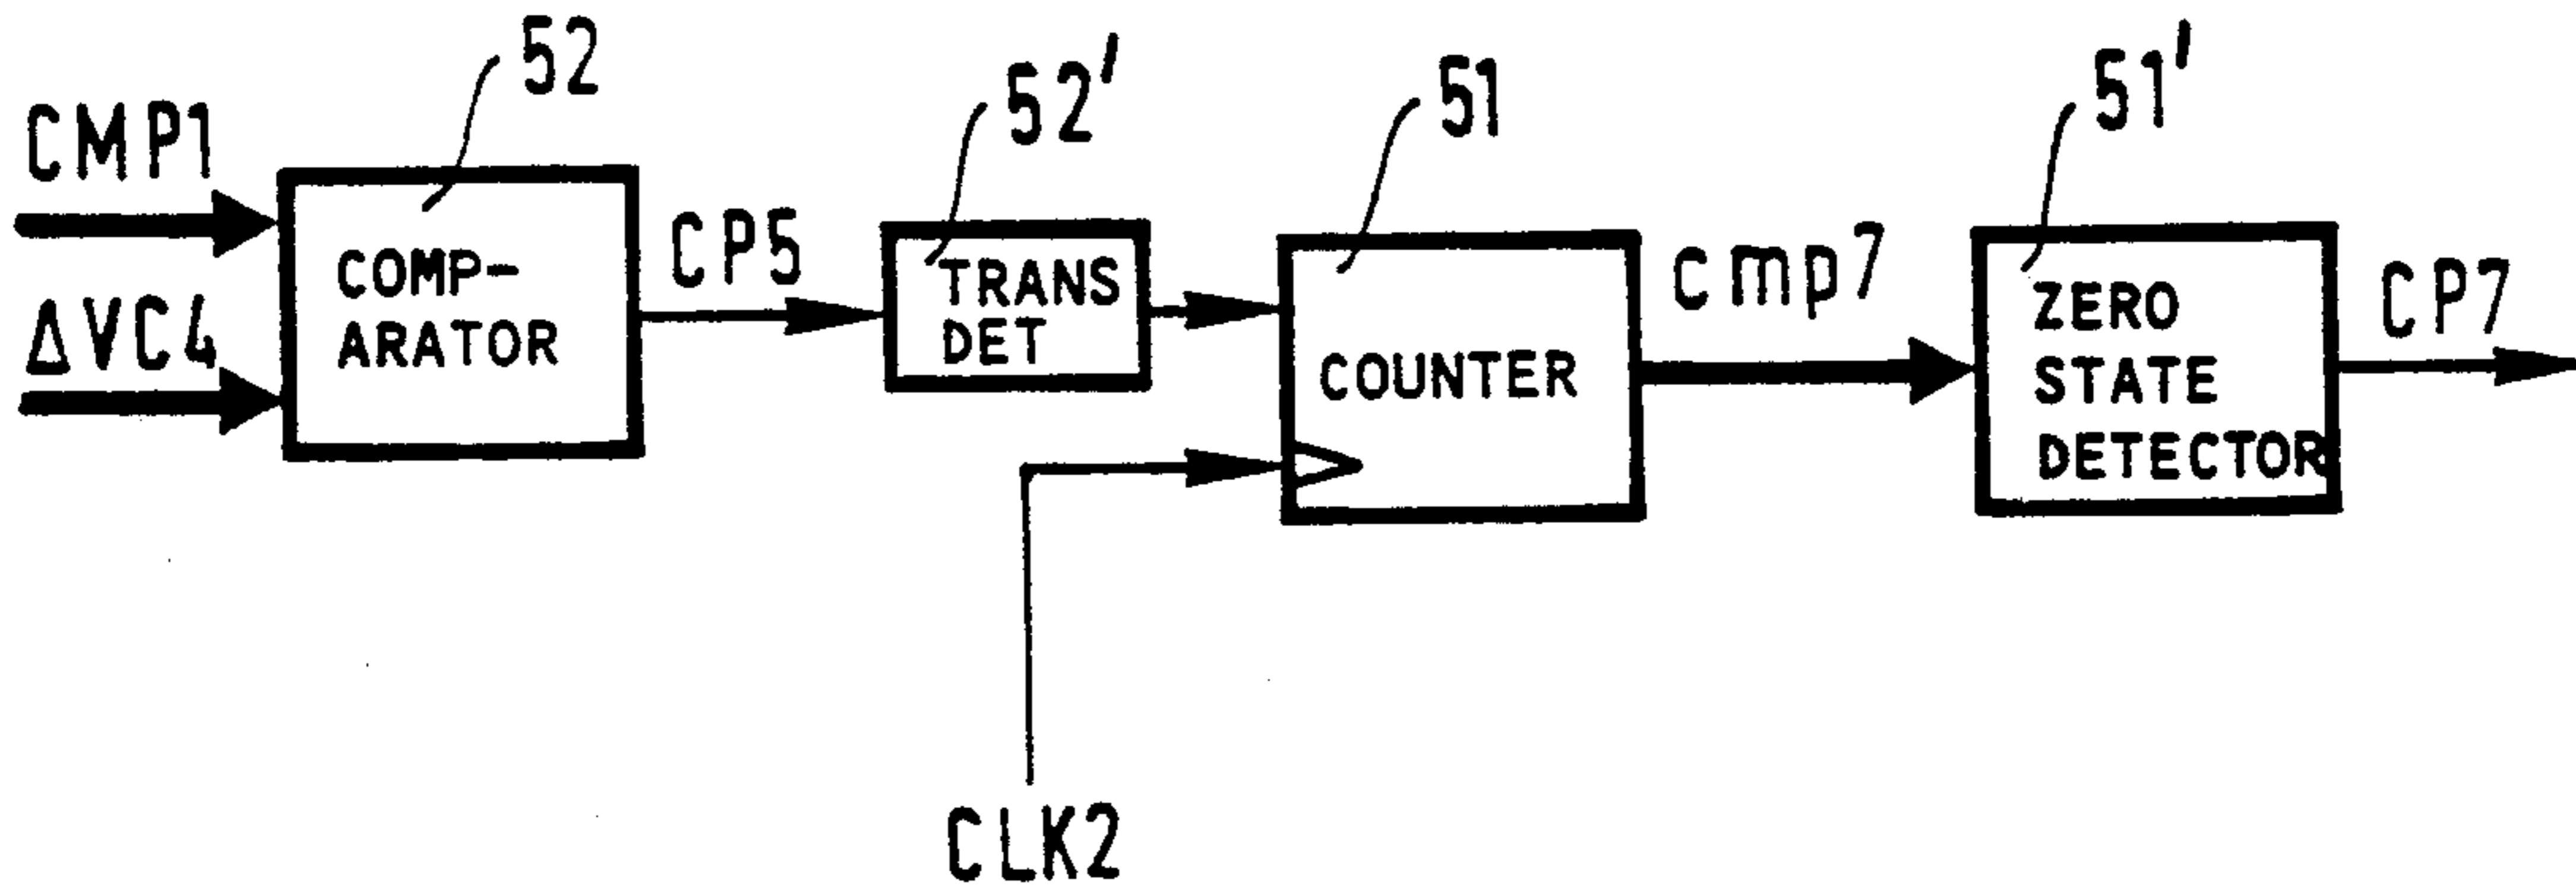 52
52'
51
51'
CMP1
ΔVC4
COMP-
ARATOR
CP5
TRANS
DET
COUNTER
cmp7
ZERO
STATE
DETECTOR
CP7
CLK2